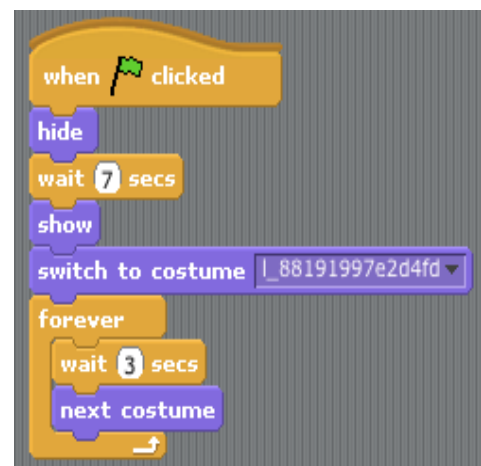 when clicked
hide
wait 7 secs
show
switch to costume l_88191997e2d4fd
forever
wait 3 secs
next costume